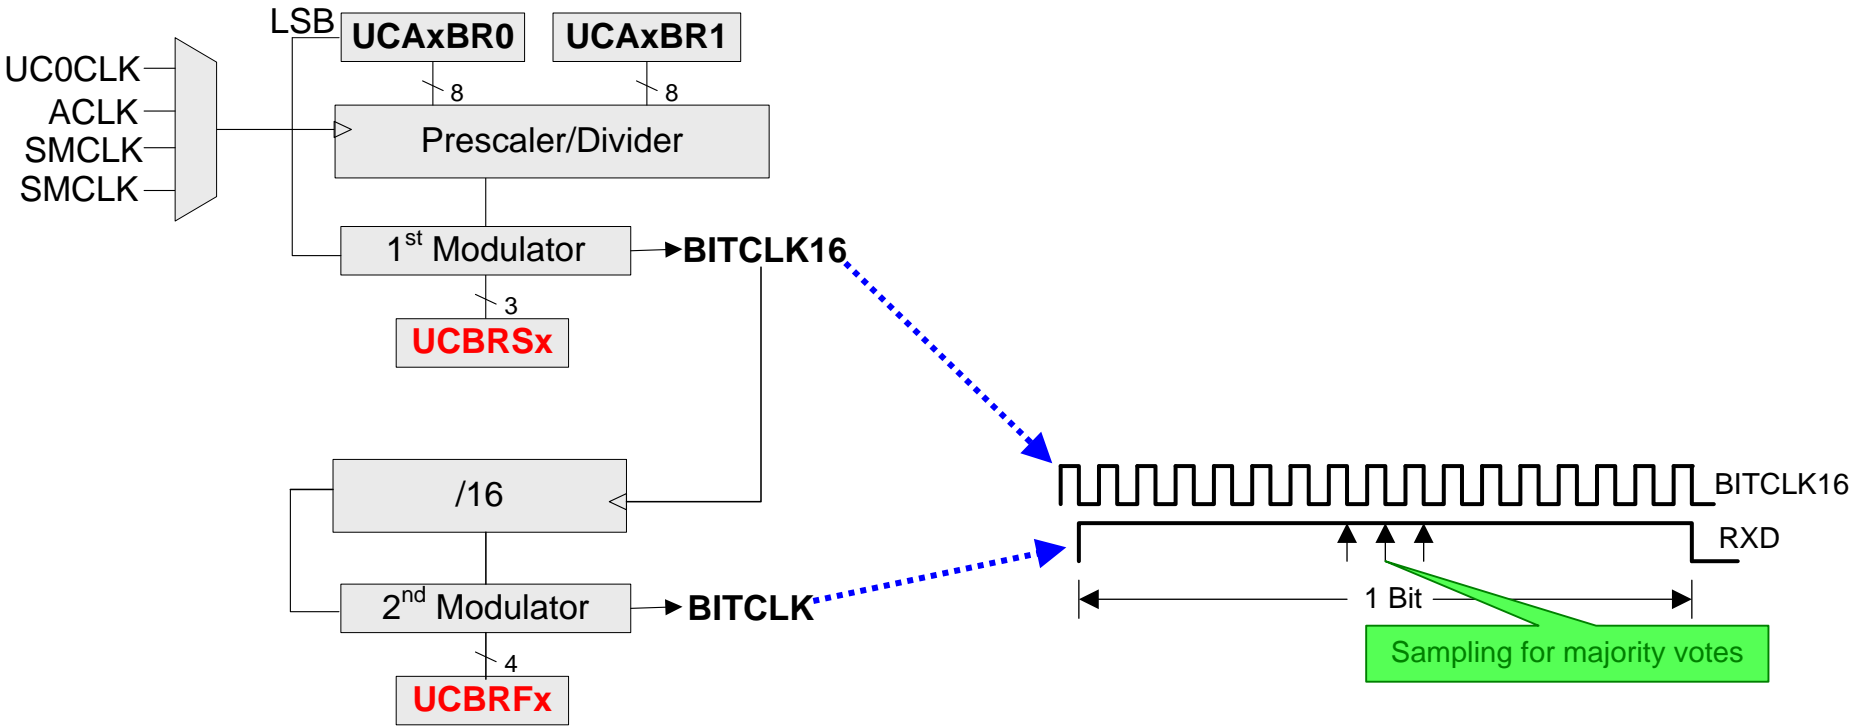 LSB
UCAxBR0
UCAxBR1
UC0CLK
ACLK
SMCLK
SMCLK
8
8
Prescaler/Divider
1st Modulator
BITCLK16
3
UCBRSx
/16
BITCLK16
RXD
2nd Modulator
BITCLK
1 Bit
Sampling for majority votes
4
UCBRFx